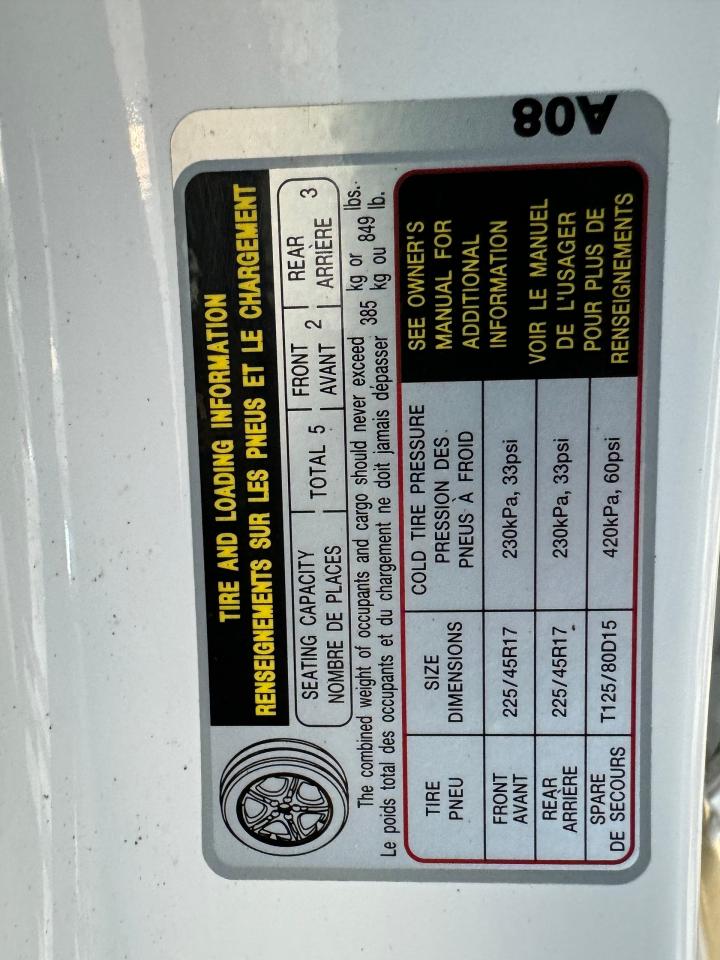 A08
TIRE AND LOADING INFORMATION
RENSEIGNEMENTS SUR LES PNEUS ET LE CHARGEMENT
SEATING CAPACITY
NOMBRE DE PLACES
TOTAL 5
FRONT
AVANT 2
REAR
ARRIÈRE 3
The combined weight of occupants and cargo should never exceed 385 kg or 849 lbs.
Le poids total des occupants et du chargement ne doit jamais dépasser 385 kg ou 849 lb.
TIRE
PNEU
SIZE
DIMENSIONS
COLD TIRE PRESSURE
PRESSION DES
PNEUS À FROID
FRONT
AVANT
225/45R17
230kPa, 33psi
REAR
ARRIÈRE
225/45R17
230kPa, 33psi
SPARE
DE SECOURS
T125/80D15
420kPa, 60psi
SEE OWNER'S
MANUAL FOR
ADDITIONAL
INFORMATION
VOIR LE MANUEL
DE L'USAGER
POUR PLUS DE
RENSEIGNEMENTS